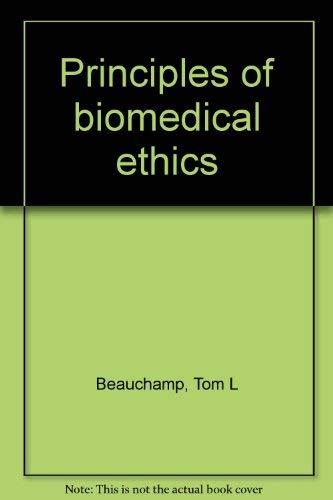 Principles of
biomedical
ethics
Beauchamp, Tom L
Note: This is not the actual book cover